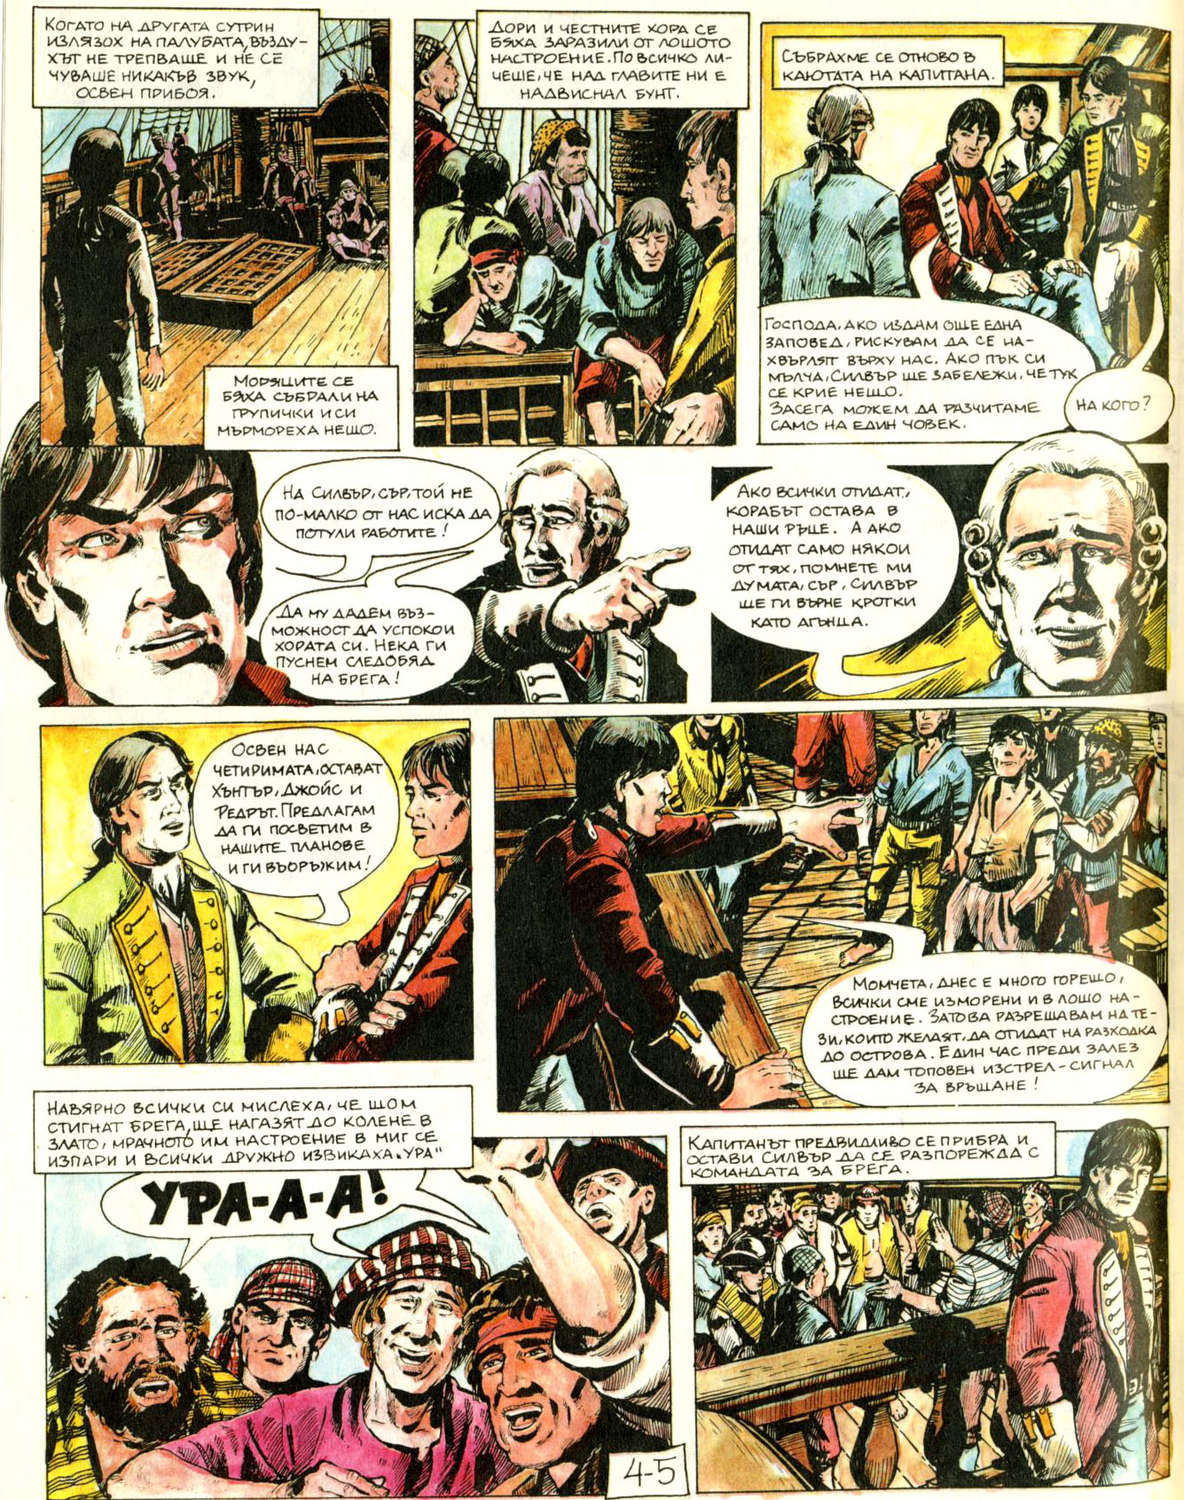 КОГАТО НА ДРУГАТА СУТРИН
ИЗЛЯЗОХ НА ПАЛУБАТА, ВЪЗДУ-
ХЪТ НЕ ТРЕПВАШЕ И НЕ СЕ
ЧУВАШЕ НИКАКЪВ ЗВУК,
ОСВЕН ПРИБОЯ.
МОРЯЦИТЕ СЕ
БЯХА СЪБРАЛИ НА
ГРУПИЧКИ И СИ
МЪРМОРЕХА НЕЩО.
ДОРИ И ЧЕСТНИТЕ ХОРА СЕ
БЯХА ЗАРАЗИЛИ ОТ ЛОШОТО
НАСТРОЕНИЕ. ПО ВСИЧКО ЛИ-
ЧЕШЕ, ЧЕ НАД ГЛАВИТЕ НИ Е
НАДВИСНАЛ БУНТ.
СЪБРАХМЕ СЕ ОТНОВО В
КАЮТАТА НА КАПИТАНА.
ГОСПОДА, АКО ИЗДАМ ОЩЕ ЕДНА
ЗАПОВЕД, РИСКУВАМ ДА СЕ НА-
ХВЪРЛЯТ ВЪРХУ НАС. АКО ПЪК СИ
МЪЛЧА, СИЛВЪР ЩЕ ЗАБЕЛЕЖИ, ЧЕ ТУК
СЕ КРИЕ НЕЩО.
ЗАСЕГА МОЖЕМ ДА РАЗЧИТАМЕ
САМО НА ЕДИН ЧОВЕК.
НА КОГО?
НА СИЛВЪР, СЪР, ТОЙ НЕ
ПО-МАЛКО ОТ НАС ИСКА ДА
ПОТУЛИ РАБОТИТЕ!
ДА МУ ДАДЕМ ВЪЗ-
МОЖНОСТ ДА УСПОКОИ
ХОРАТА СИ. НЕКА ГИ
ПУСНЕМ СЛЕДОБЯД
НА БРЕГА!
АКО ВСИЧКИ ОТИДАТ,
КОРАБЪТ ОСТАВА В
НАШИ РЪЦЕ. А АКО
ОТИДАТ САМО НЯКОИ
ОТ ТЯХ, ПОМНЕТЕ МИ
ДУМАТА, СЪР, СИЛВЪР
ЩЕ ГИ ВЪРНЕ КРОТКИ
КАТО АГЪНЦА.
ОСВЕН НАС
ЧЕТИРИМАТА, ОСТАВАТ
ХЪНТЪР, ДЖОЙС И
РЕДРЪТ. ПРЕДЛАГАМ
ДА ГИ ПОСВЕТИМ В
НАШИТЕ ПЛАНОВЕ
И ГИ ВЪОРЪЖИМ!
МОМЧЕТА, ДНЕС Е МНОГО ГОРЕЩО,
ВСИЧКИ СМЕ ИЗМОРЕНИ И В ЛОШО НА-
СТРОЕНИЕ. ЗАТОВА РАЗРЕШАВАМ НА ТЕ-
ЗИ, КОИТО ЖЕЛАЯТ, ДА ОТИДАТ НА РАЗХОДКА
ДО ОСТРОВА. ЕДИН ЧАС ПРЕДИ ЗАЛЕЗ
ЩЕ ДАМ ТОПОВЕН ИЗСТРЕЛ-СИГНАЛ
ЗА ВРЪЩАНЕ!
НАВЯРНО ВСИЧКИ СИ МИСЛЕХА, ЧЕ ЩОМ
СТИГНАТ БРЕГА, ЩЕ НАГАЗЯТ ДО КОЛЕНЕ В
ЗЛАТО, МРАЧНОТО ИМ НАСТРОЕНИЕ В МИГ СЕ
ИЗПАРИ И ВСИЧКИ ДРУЖНО ИЗВИКАХА „УРА"
УРА-А-А!
КАПИТАНЪТ ПРЕДВИДЛИВО СЕ ПРИБРА И
ОСТАВИ СИЛВЪР ДА СЕ РАЗПОРЕЖДА С
КОМАНДАТА ЗА БРЕГА.
4-5